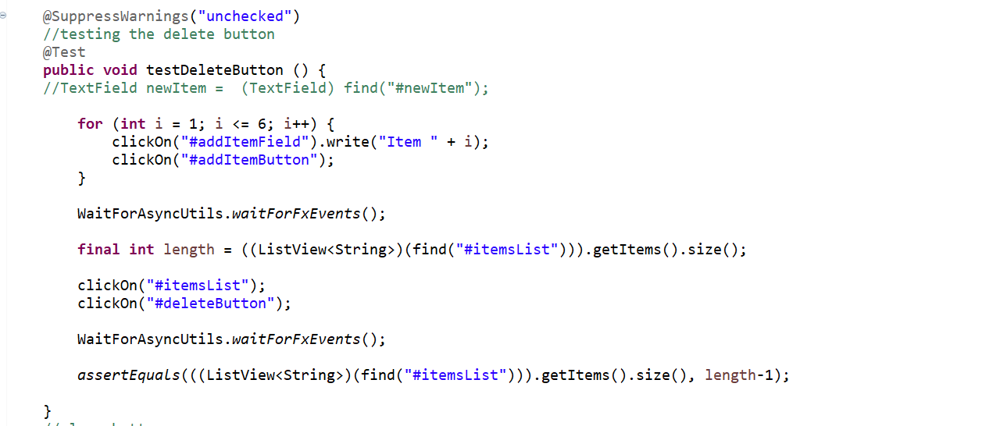 @SuppressWarnings("unchecked")
//testing the delete button
@Test
public void testDeleteButton () {
//TextField newItem =  (TextField) find("#newItem");
for (int i = 1; i <= 6; i++) {
clickOn("#addItemField").write("Item " + i);
clickOn("#addItemButton");
}
WaitForAsyncUtils.waitForFxEvents();
final int length = ((ListView<String>)(find("#itemsList"))).getItems().size();
clickOn("#itemsList");
clickOn("#deleteButton");
WaitForAsyncUtils.waitForFxEvents();
assertEquals(((ListView<String>)(find("#itemsList"))).getItems().size(), length-1);
}